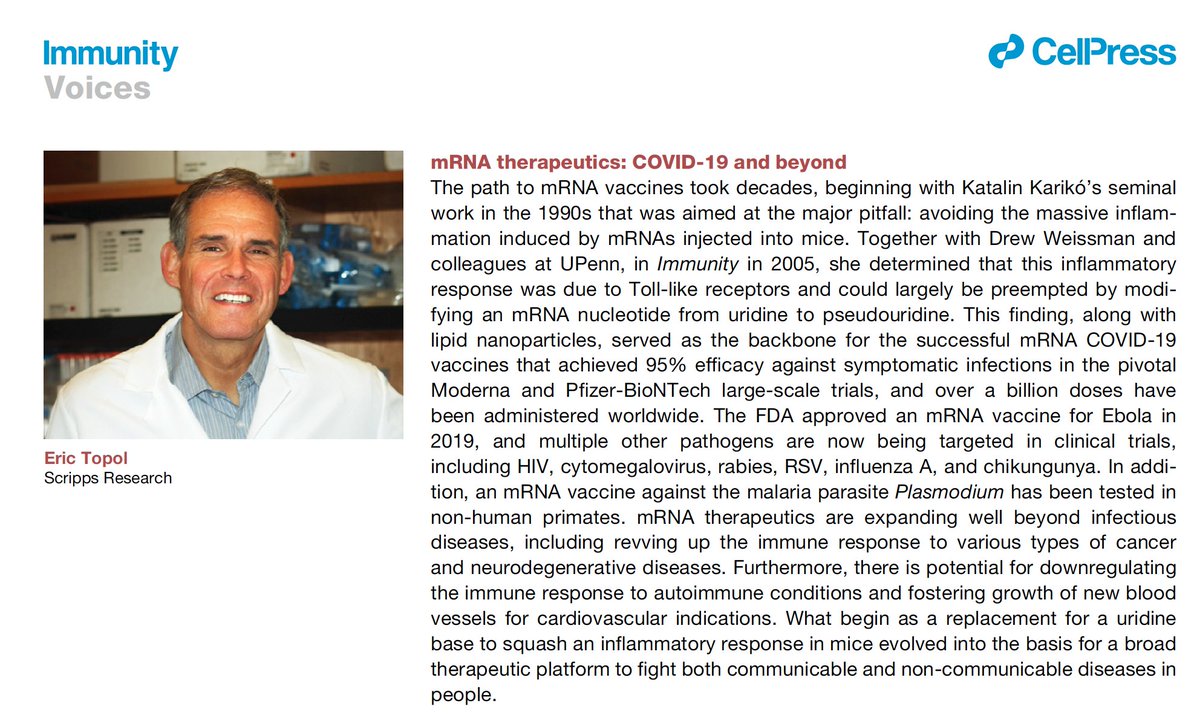 Immunity
Voices
CellPress
mRNA therapeutics: COVID-19 and beyond
The path to mRNA vaccines took decades, beginning with Katalin Karikó's seminal
work in the 1990s that was aimed at the major pitfall: avoiding the massive inflam-
mation induced by mRNAs injected into mice. Together with Drew Weissman and
colleagues at UPenn, in Immunity in 2005, she determined that this inflammatory
response was due to Toll-like receptors and could largely be preempted by modi-
fying an mRNA nucleotide from uridine to pseudouridine. This finding, along with
lipid nanoparticles, served as the backbone for the successful mRNA COVID-19
vaccines that achieved 95% efficacy against symptomatic infections in the pivotal
Moderna and Pfizer-BioNTech large-scale trials, and over a billion doses have
been administered worldwide. The FDA approved an mRNA vaccine for Ebola in
2019, and multiple other pathogens are now being targeted in clinical trials,
including HIV, cytomegalovirus, rabies, RSV, influenza A, and chikungunya. In addi-
tion, an mRNA vaccine against the malaria parasite Plasmodium has been tested in
non-human primates. mRNA therapeutics are expanding well beyond infectious
diseases, including revving up the immune response to various types of cancer
and neurodegenerative diseases. Furthermore, there is potential for downregulating
the immune response to autoimmune conditions and fostering growth of new blood
vessels for cardiovascular indications. What begin as a replacement for a uridine
base to squash an inflammatory response in mice evolved into the basis for a broad
therapeutic platform to fight both communicable and non-communicable diseases in
people.
Eric Topol
Scripps Research